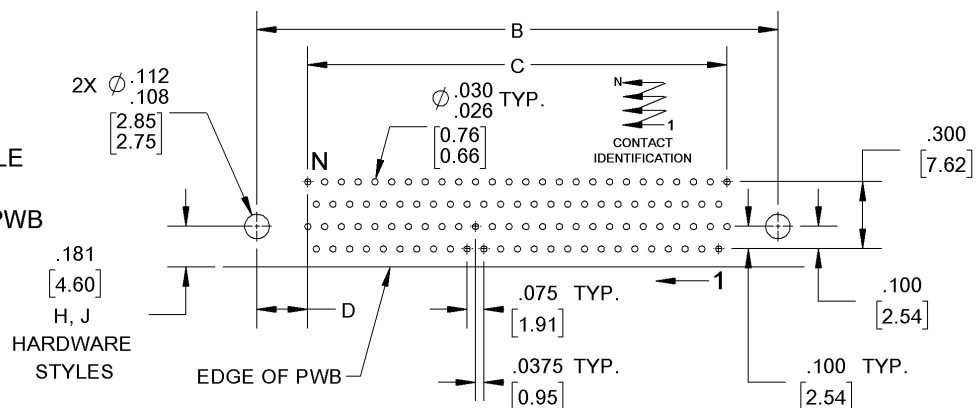 B
C
2X Ø .112
.108
[2.85]
[2.75]
Ø .030 TYP.
.026
[0.76]
[0.66]
N
1
CONTACT
IDENTIFICATION
.300
[7.62]
LE
N
PWB
.181
[4.60]
H, J
HARDWARE
STYLES
D
1
.075 TYP.
[1.91]
.100
[2.54]
EDGE OF PWB
.0375 TYP.
[0.95]
.100 TYP.
[2.54]